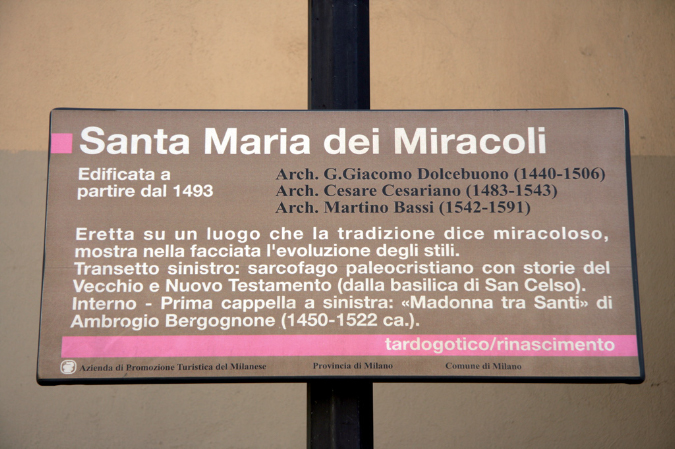 Santa Maria dei Miracoli
Edificata a
partire dal 1493
Arch. G.Giacomo Dolcebuono (1440-1506)
Arch. Cesare Cesariano (1483-1543)
Arch. Martino Bassi (1542-1591)
Eretta su un luogo che la tradizione dice miracoloso,
mostra nella facciata l'evoluzione degli stili.
Transetto sinistro: sarcofago paleocristiano con storie del
Vecchio e Nuovo Testamento (dalla basilica di San Celso).
Interno - Prima cappella a sinistra: «Madonna tra Santi» di
Ambrogio Bergognone (1450-1522 ca.).
tardogotico/rinascimento
Azienda di Promozione Turistica del Milanese Provincia di Milano Comune di Milano